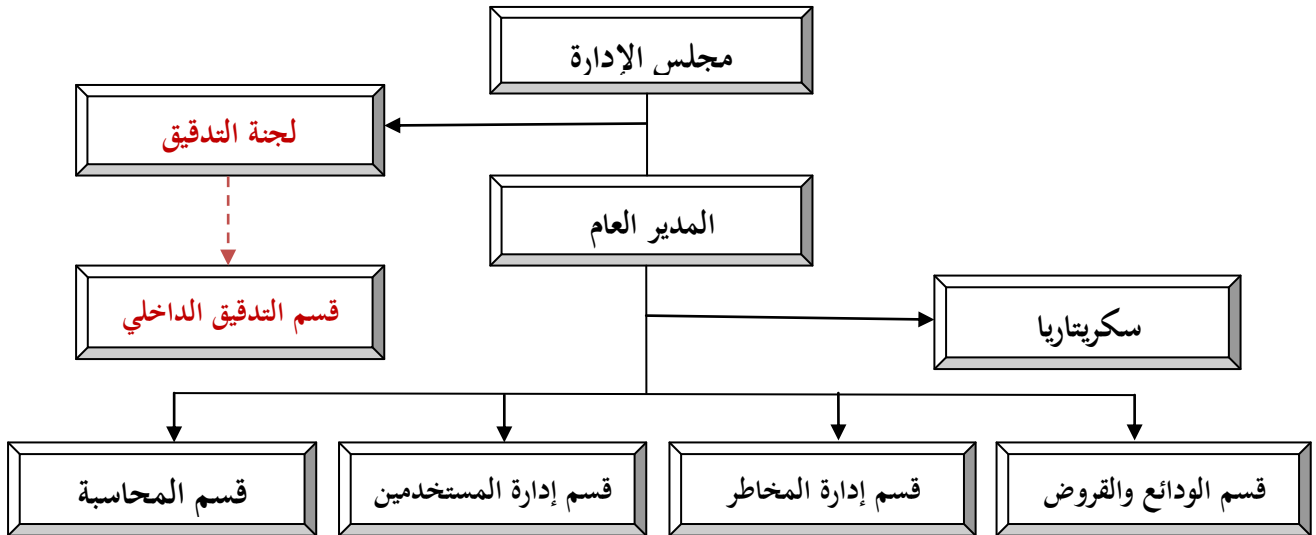 مجلس الإدارة
لجنة التدقيق
المدير العام
قسم التدقيق الداخلي
سكريتاريا
قسم الودائع والقروض
قسم إدارة المخاطر
قسم إدارة المستخدمين
قسم المحاسبة